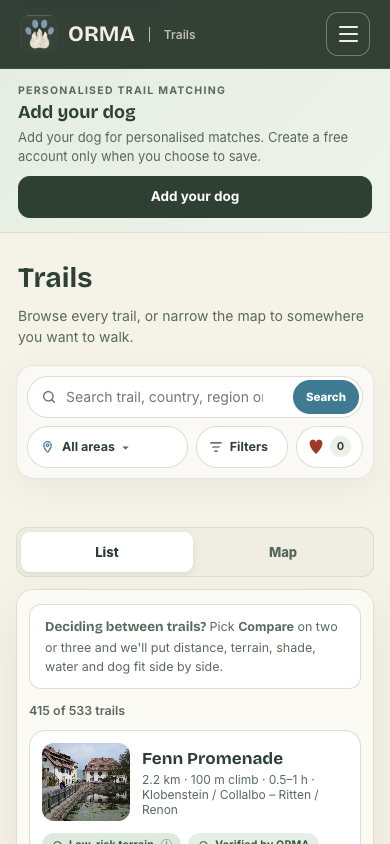 ORMA | Trails
PERSONALISED TRAIL MATCHING
Add your dog
Add your dog for personalised matches. Create a free
account only when you choose to save.
Add your dog
Trails
Browse every trail, or narrow the map to somewhere
you want to walk.
Search trail, country, region or
Search
All areas
Filters
0
List
Map
Deciding between trails? Pick Compare on two
or three and we'll put distance, terrain, shade,
water and dog fit side by side.
415 of 533 trails
Fenn Promenade
2.2 km · 100 m climb · 0.5–1 h ·
Klobenstein / Collalbo – Ritten /
Renon
Low-risk terrain
Verified by ORMA